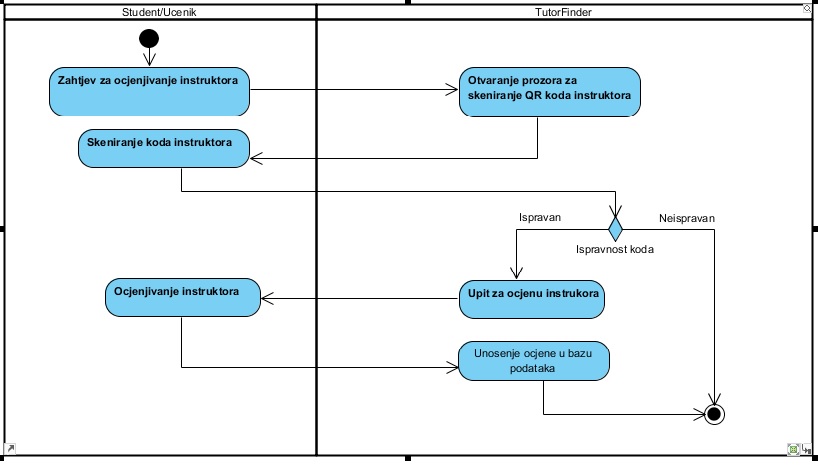 Student/Ucenik
TutorFinder
Zahtjev za ocjenjivanje instruktora
Otvaranje prozora za
skeniranje QR koda instruktora
Skeniranje koda instruktora
Ispravan
Neispravan
Ispravnost koda
Ocjenjivanje instruktora
Upit za ocjenu instrukora
Unosenje ocjene u bazu
podataka